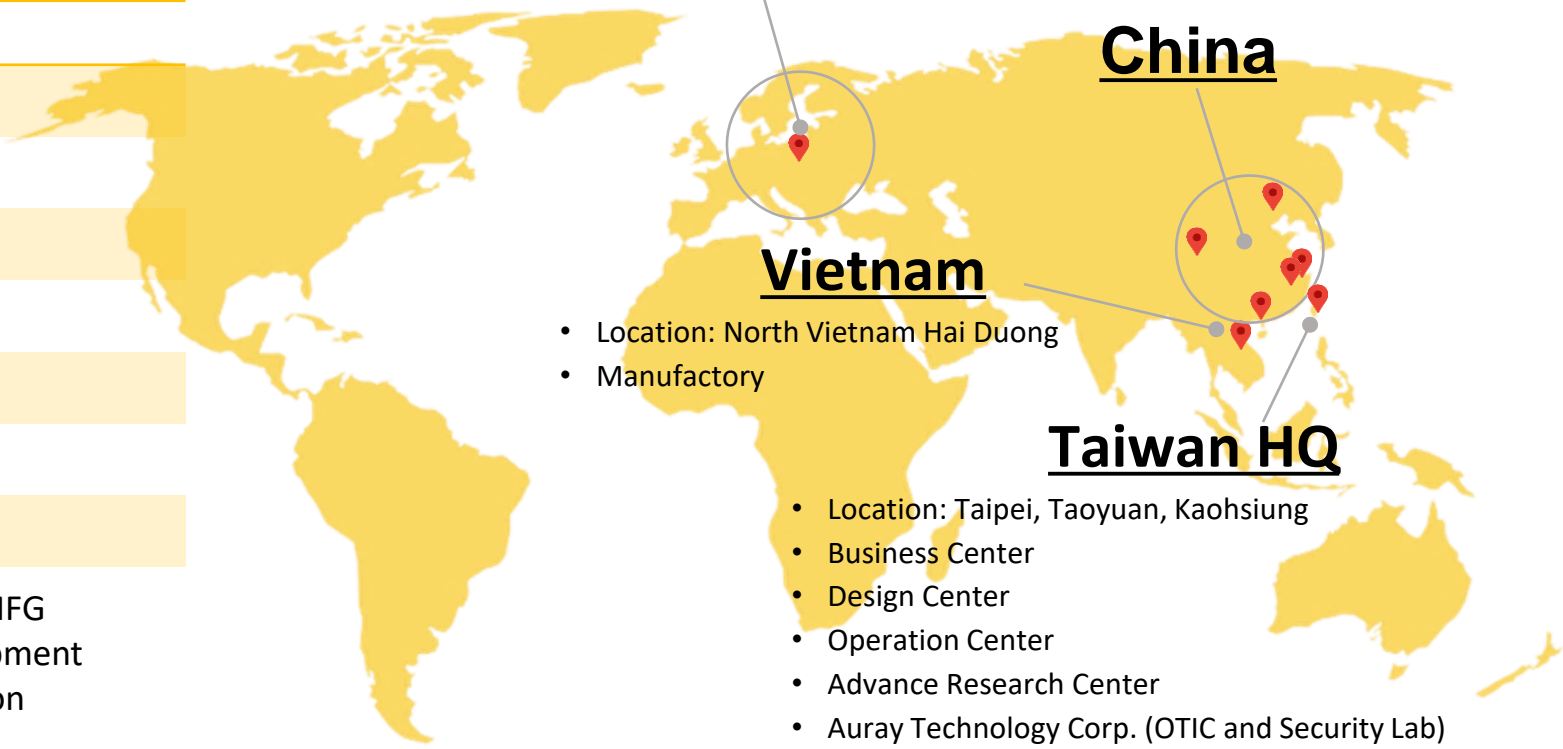 China
Vietnam
• Location: North Vietnam Hai Duong
• Manufactory
Taiwan HQ
• Location: Taipei, Taoyuan, Kaohsiung
• Business Center
• Design Center
• Operation Center
• Advance Research Center
• Auray Technology Corp. (OTIC and Security Lab)